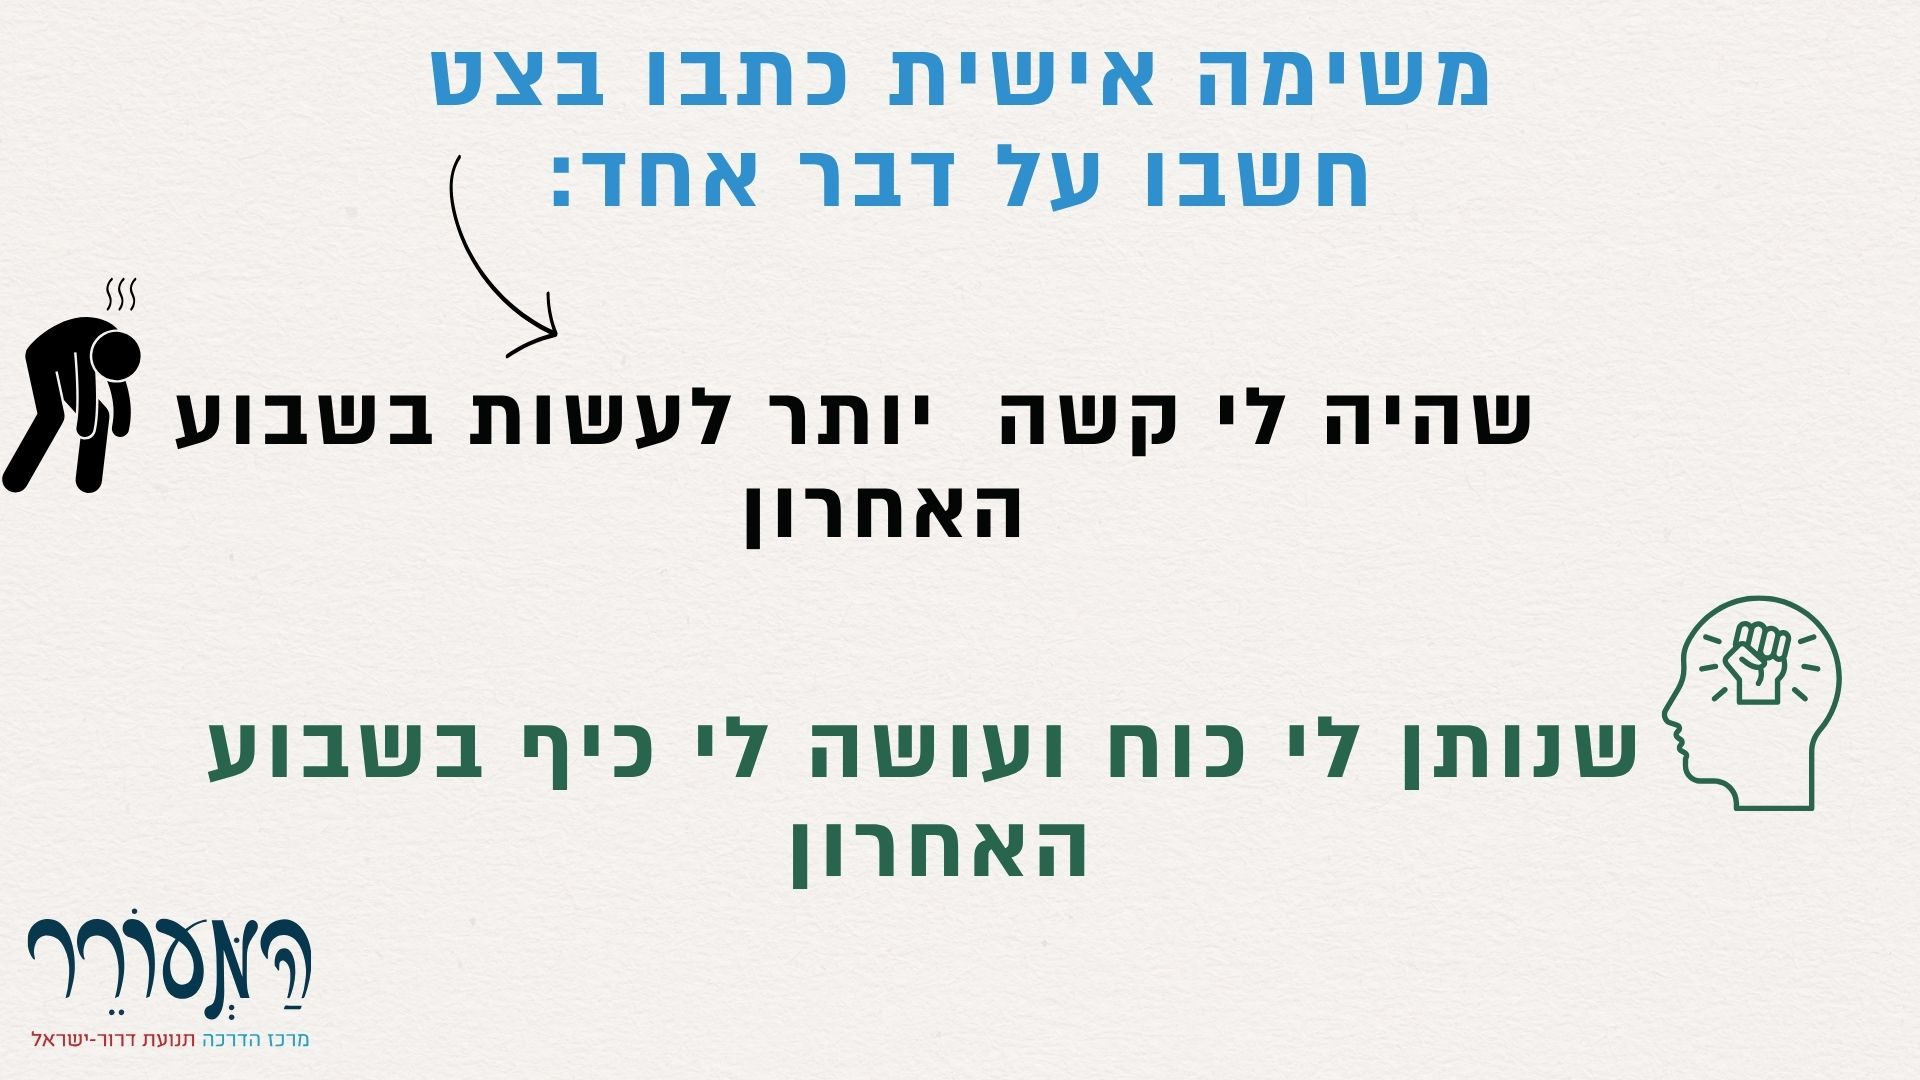 משימה אישית כתבו בצט
חשבו על דבר אחד:
שהיה לי קשה יותר לעשות בשבוע
האחרון
שנותן לי כוח ועושה לי כיף בשבוע
האחרון
הַמְּעוֹרֵר
מרכז הדרכה תנועת דרור-ישראל